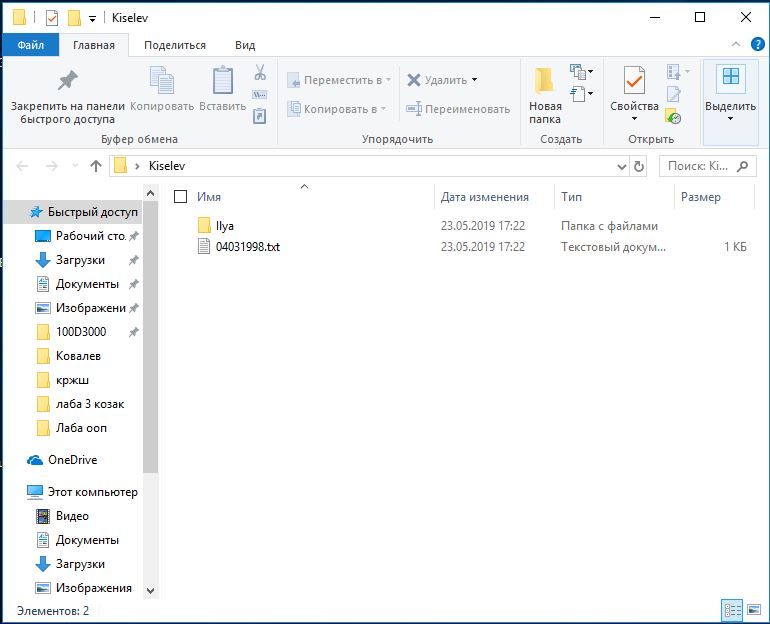 Kiselev
Файл Главная Поделиться Вид
Закрепить на панели быстрого доступа
Копировать
Вставить
Переместить в
Копировать в
Удалить
Переименовать
Новая папка
Свойства
Выделить
Буфер обмена Упорядочить Создать Открыть
Kiselev
Поиск: Ki...
Имя Дата изменения Тип Размер
Ilya 23.05.2019 17:22 Папка с файлами
04031998.txt 23.05.2019 17:22 Текстовый докум... 1 КБ
Быстрый доступ
Рабочий сто.
Загрузки
Документы
Изображени
100D3000
Ковалев
кржш
лаба 3 козак
Лаба ооп
OneDrive
Этот компьютер
Видео
Документы
Загрузки
Изображения
Элементов: 2